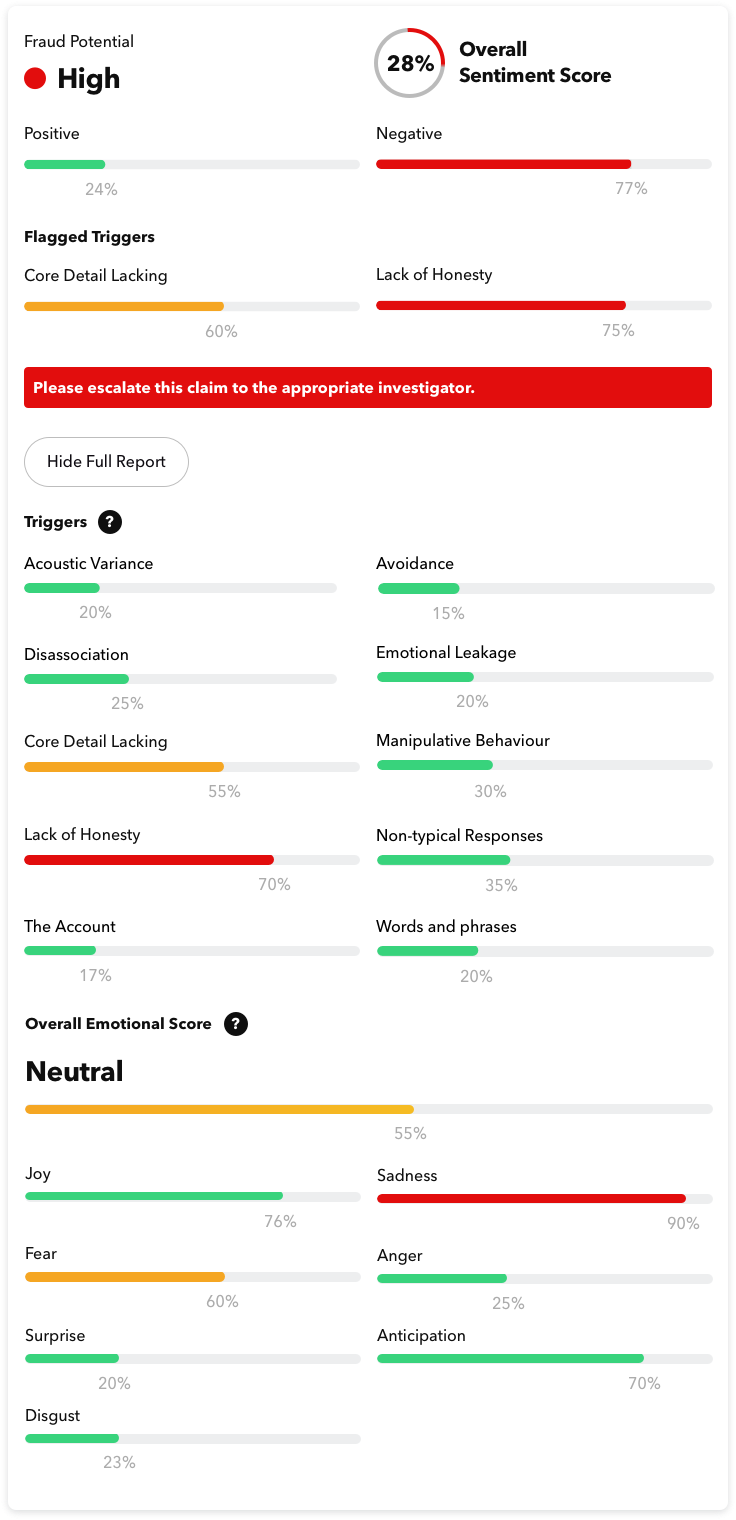 Fraud Potential
High
28%
Overall
Sentiment Score
Positive
24%
Negative
77%
Flagged Triggers
Core Detail Lacking
60%
Lack of Honesty
75%
Please escalate this claim to the appropriate investigator.
Hide Full Report
Triggers ?
Acoustic Variance
20%
Avoidance
15%
Disassociation
25%
Emotional Leakage
20%
Core Detail Lacking
55%
Manipulative Behaviour
30%
Lack of Honesty
70%
Non-typical Responses
35%
The Account
17%
Words and phrases
20%
Overall Emotional Score ?
Neutral
55%
Joy
76%
Sadness
90%
Fear
60%
Anger
25%
Surprise
20%
Anticipation
70%
Disgust
23%